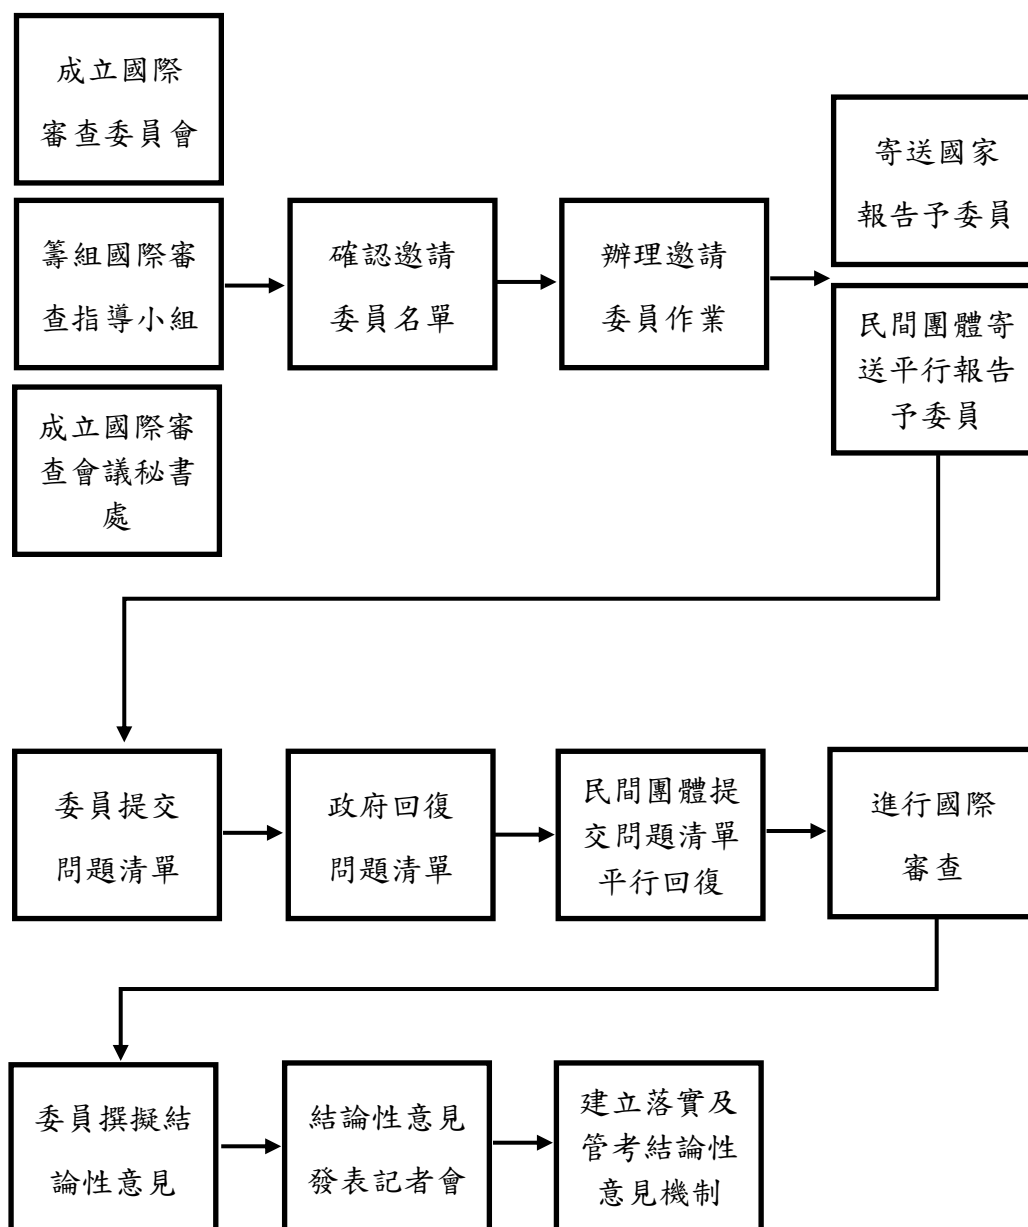 成立國際
審查委員會
籌組國際審
查指導小組
成立國際審
查會議秘書
處
確認邀請
委員名單
辦理邀請
委員作業
寄送國家
報告予委員
民間團體寄
送平行報告
予委員
委員提交
問題清單
政府回復
問題清單
民間團體提
交問題清單
平行回復
進行國際
審查
委員撰擬結
論性意見
結論性意見
發表記者會
建立落實及
管考結論性
意見機制